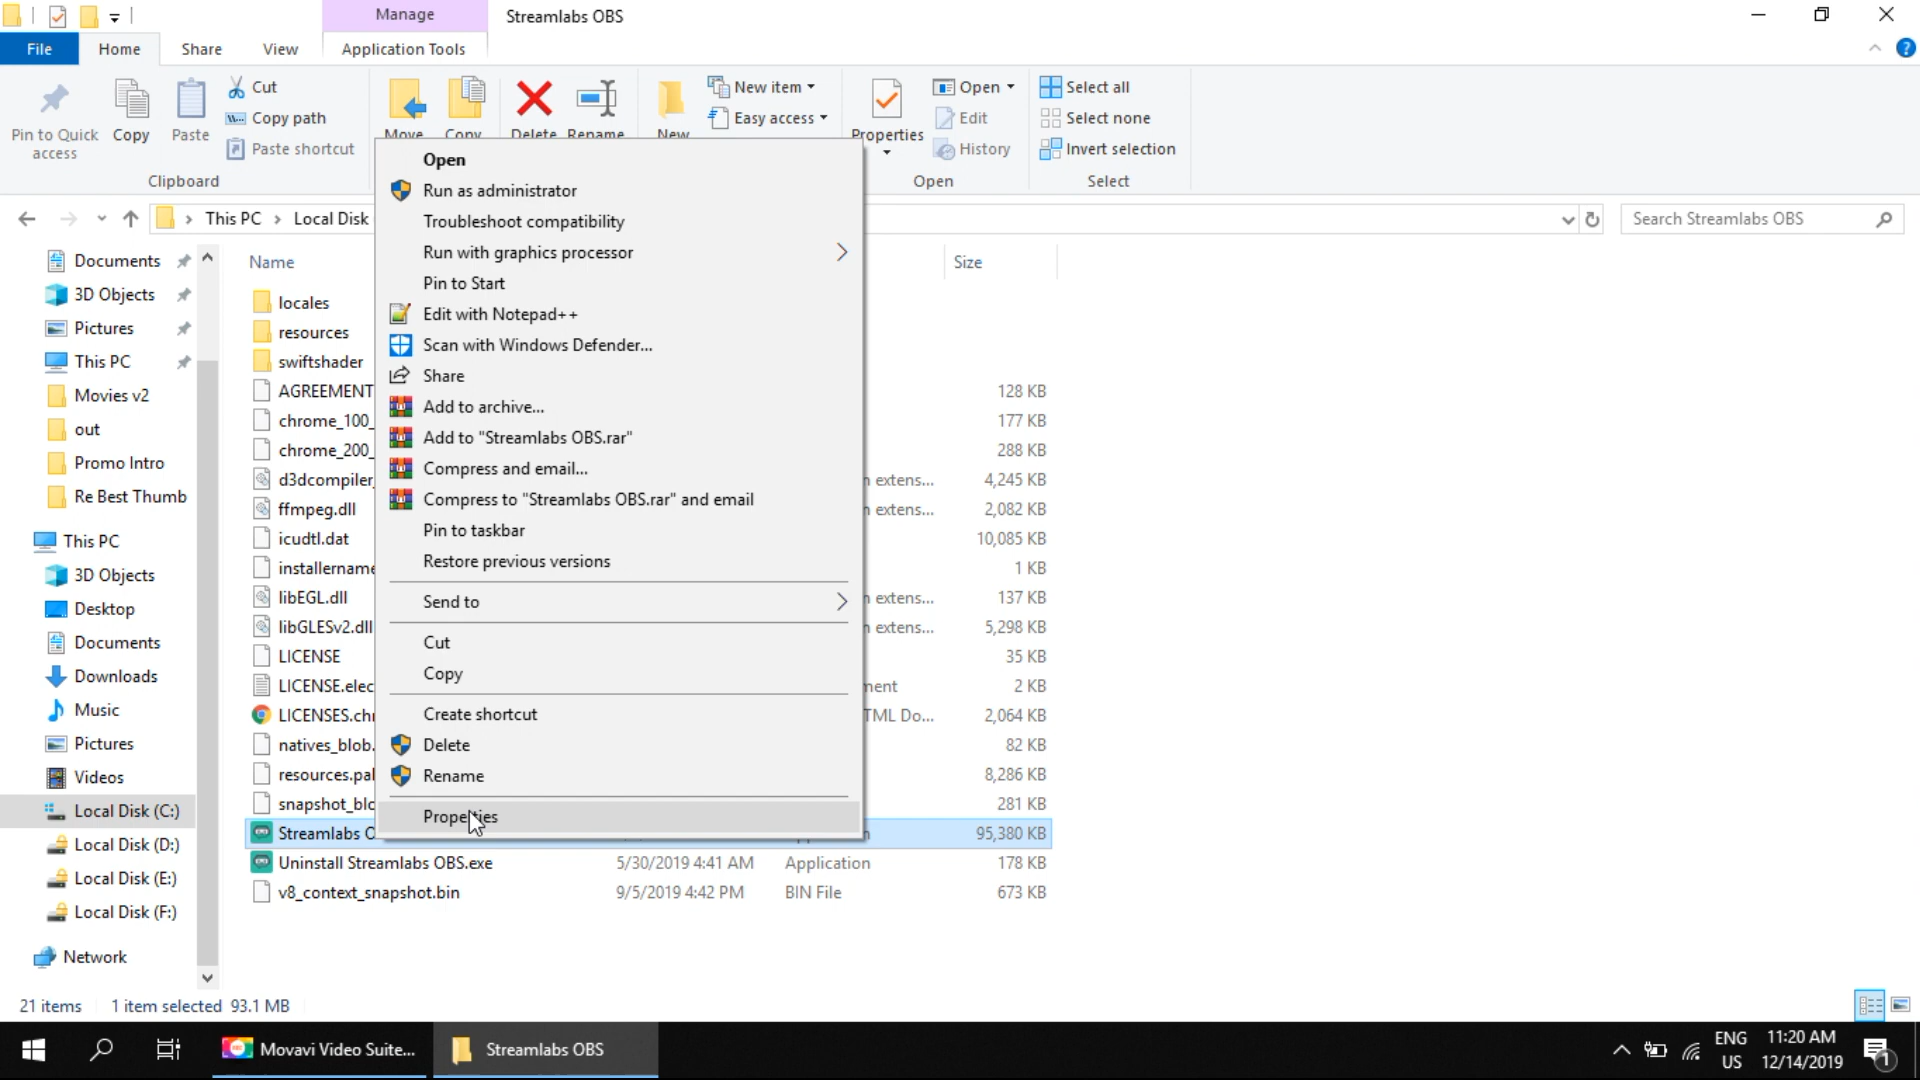 Manage
Streamlabs OBS
File
Home
Share
View
Application Tools
Pin to Quick access
Copy
Paste
Cut
Copy path
Paste shortcut
Clipboard
Move
Copy
Delete
Rename
New
New item
Easy access
Properties
Open
Edit
History
Open
Select all
Select none
Invert selection
Select
This PC
Local Disk
Search Streamlabs OBS
Documents
3D Objects
Pictures
This PC
Movies v2
out
Promo Intro
Re Best Thumb
This PC
3D Objects
Desktop
Documents
Downloads
Music
Pictures
Videos
Local Disk (C:)
Local Disk (D:)
Local Disk (E:)
Local Disk (F:)
Network
Name
Size
locales
resources
swiftshader
AGREEMENT 128 KB
chrome_100_ 177 KB
chrome_200_ 288 KB
d3dcompiler_ extens... 4,245 KB
ffmpeg.dll extens... 2,082 KB
icudtl.dat 10,085 KB
installername 1 KB
libEGL.dll extens... 137 KB
libGLESv2.dll extens... 5,298 KB
LICENSE 35 KB
LICENSE.elec ment 2 KB
LICENSES.chr TML Do... 2,064 KB
natives_blob. 82 KB
resources.pak 8,286 KB
snapshot_blo 281 KB
Streamlabs O 95,380 KB
Uninstall Streamlabs OBS.exe 5/30/2019 4:41 AM Application 178 KB
v8_context_snapshot.bin 9/5/2019 4:42 PM BIN File 673 KB
Open
Run as administrator
Troubleshoot compatibility
Run with graphics processor
Pin to Start
Edit with Notepad++
Scan with Windows Defender...
Share
Add to archive...
Add to "Streamlabs OBS.rar"
Compress and email...
Compress to "Streamlabs OBS.rar" and email
Pin to taskbar
Restore previous versions
Send to
Cut
Copy
Create shortcut
Delete
Rename
Properties
21 items 1 item selected 93.1 MB
Movavi Video Suite...
Streamlabs OBS
ENG
US
11:20 AM
12/14/2019
1